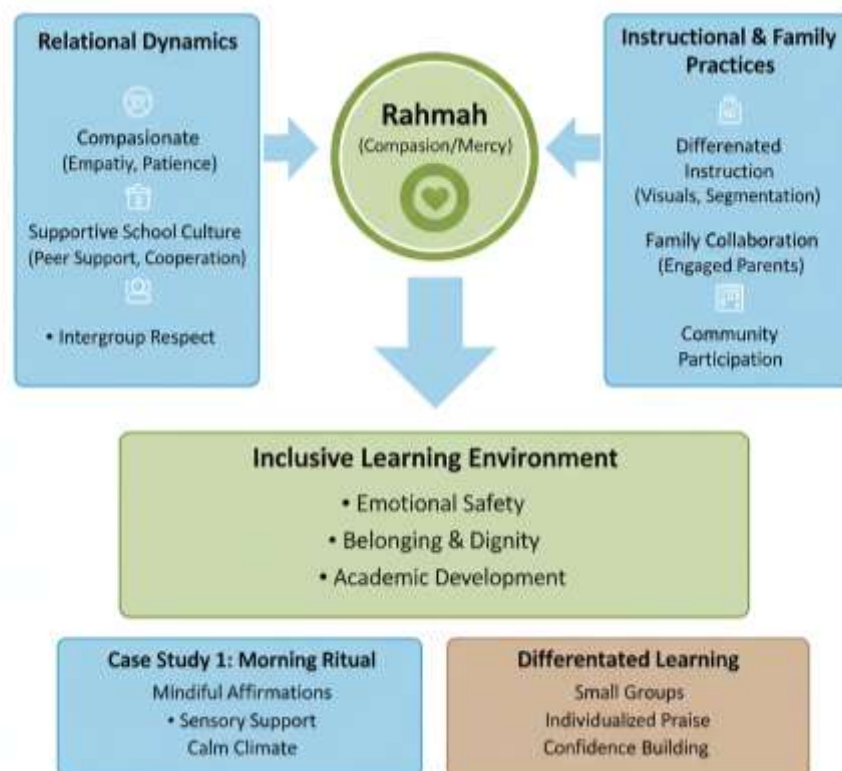 Relational Dynamics
Compasionate
(Empatiy, Patience)
Supportive School Culture
(Peer Support, Cooperation)
• Intergroup Respect
Rahmah
(Compasion/Mercy)
Instructional & Family
Practices
Differenated
Instruction
(Visuals, Segmentation)
Family Collaboration
(Engaged Parents)
Community
Participation
Inclusive Learning Environment
• Emotional Safety
• Belonging & Dignity
• Academic Development
Case Study 1: Morning Ritual
Mindiful Affirmations
• Sensory Support
Calm Climate
Differentated Learning
Small Groups
Individualized Praise
Confidence Building